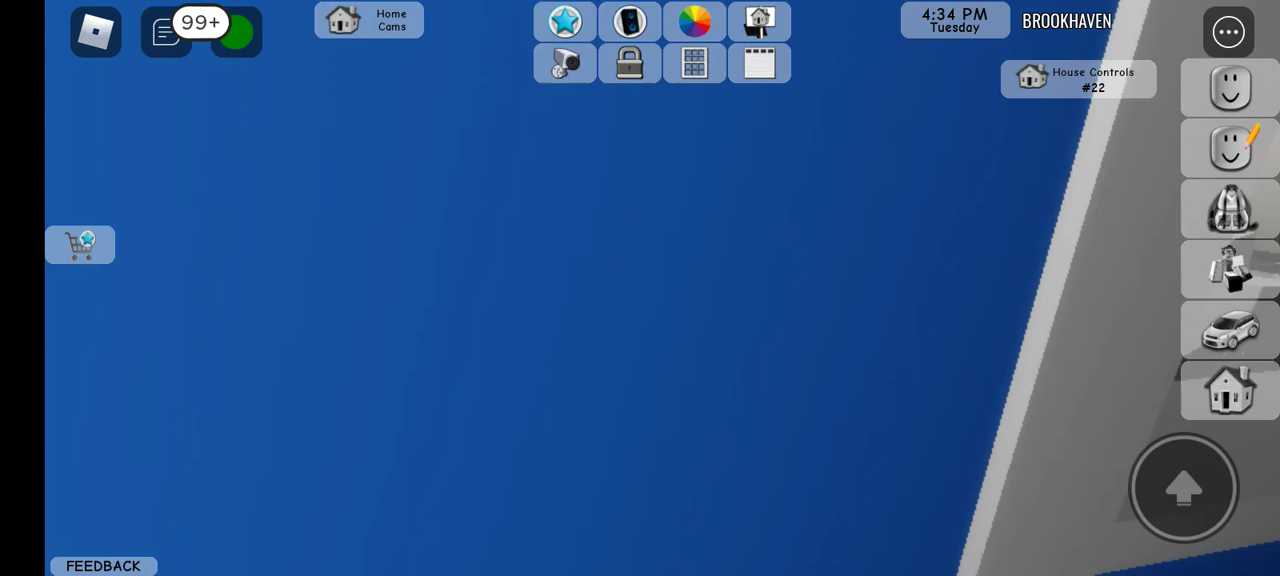 99+
Home
Cams
4:34 PM
Tuesday
BROOKHAVEN
House Controls
#22
FEEDBACK